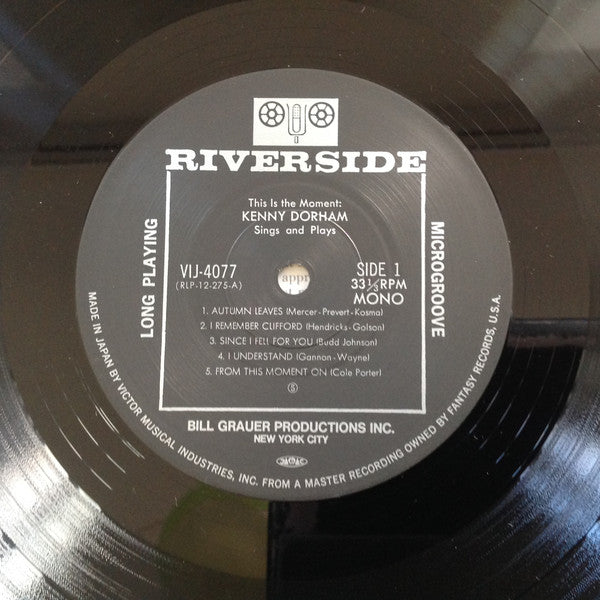 RIVERSIDE
This Is the Moment:
KENNY DORHAM
Sings and Plays
LONG PLAYING
MICROGROOVE
VIJ-4077
(RLP-12-275-A)
appr
SIDE 1
33⅓RPM
MONO
1. AUTUMN LEAVES (Mercer-Prevert-Kosma)
2. I REMEMBER CLIFFORD (Hendricks-Golson)
3. SINCE I FELL FOR YOU (Budd Johnson)
4. I UNDERSTAND (Gannon-Wayne)
5. FROM THIS MOMENT ON (Cole Porter)
Ⓢ
BILL GRAUER PRODUCTIONS INC.
NEW YORK CITY
MADE IN JAPAN BY VICTOR MUSICAL INDUSTRIES, INC. FROM A MASTER RECORDING OWNED BY FANTASY RECORDS, U.S.A.